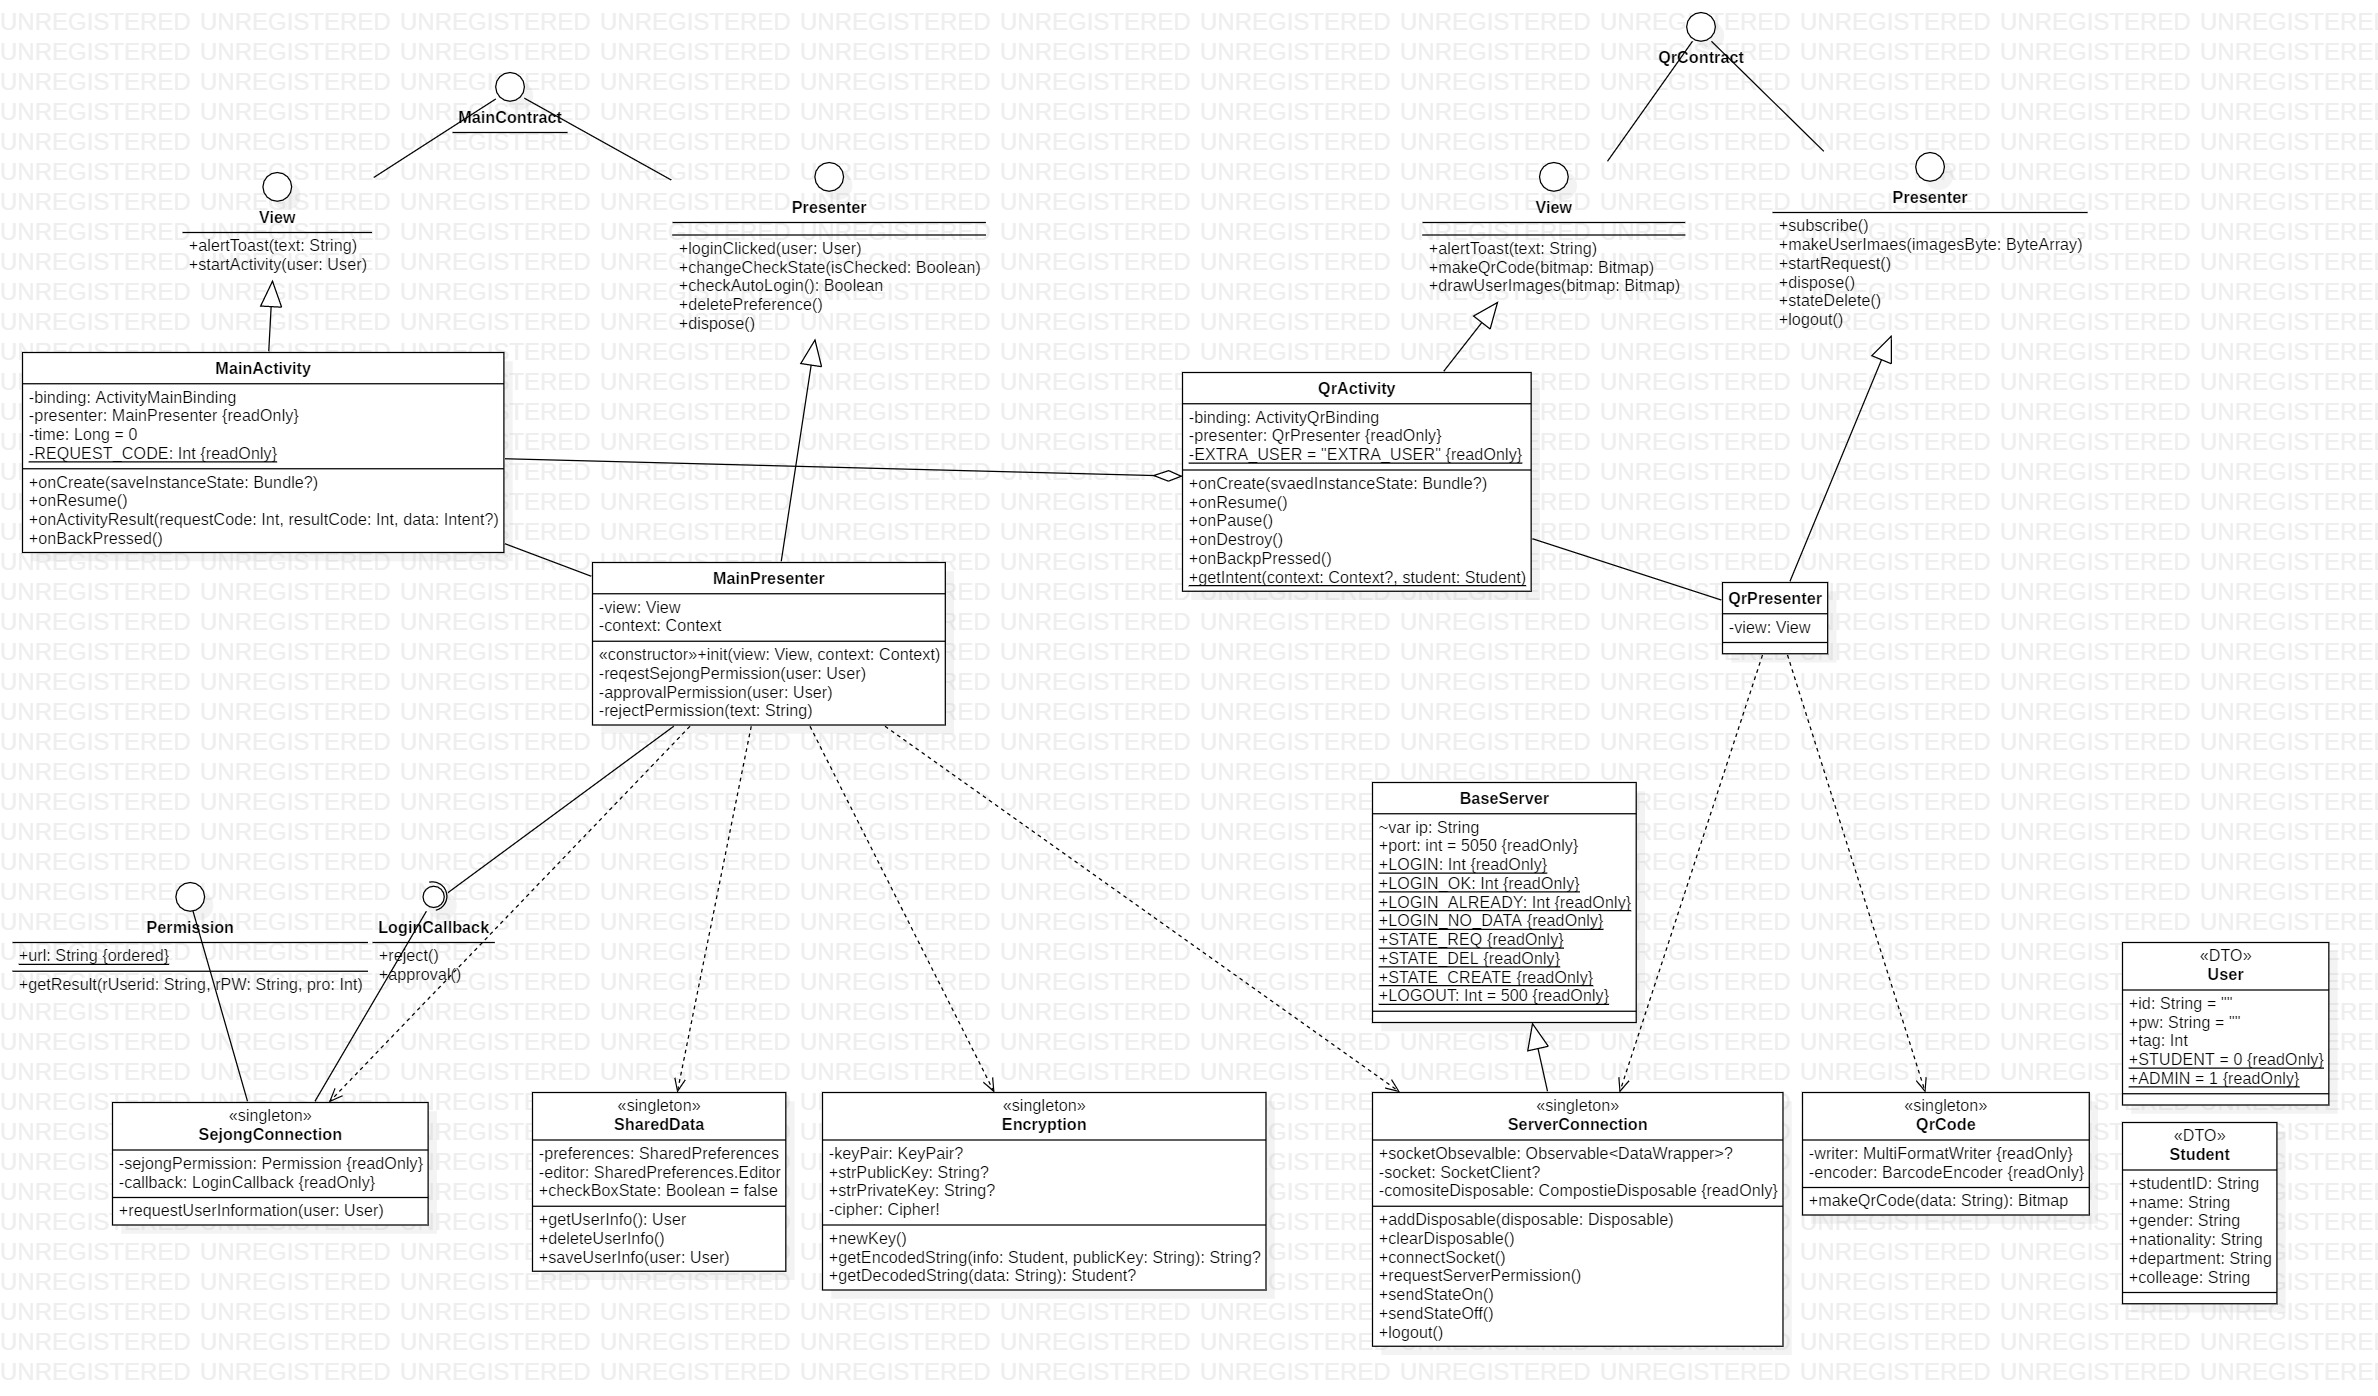 MainContract
View
+alertToast(text: String)
+startActivity(user: User)
Presenter
+loginClicked(user: User)
+changeCheckState(isChecked: Boolean)
+checkAutoLogin(): Boolean
+deletePreference()
+dispose()
QrContract
View
+alertToast(text: String)
+makeQrCode(bitmap: Bitmap)
+drawUserImages(bitmap: Bitmap)
Presenter
+subscribe()
+makeUserImaes(imagesByte: ByteArray)
+startRequest()
+dispose()
+stateDelete()
+logout()
MainActivity
-binding: ActivityMainBinding
-presenter: MainPresenter {readOnly}
-time: Long = 0
-REQUEST_CODE: Int {readOnly}
+onCreate(saveInstanceState: Bundle?)
+onResume()
+onActivityResult(requestCode: Int, resultCode: Int, data: Intent?)
+onBackPressed()
QrActivity
-binding: ActivityQrBinding
-presenter: QrPresenter {readOnly}
-EXTRA_USER = "EXTRA_USER" {readOnly}
+onCreate(svaedInstanceState: Bundle?)
+onResume()
+onPause()
+onDestroy()
+onBackpPressed()
+getIntent(context: Context?, student: Student)
MainPresenter
-view: View
-context: Context
«constructor»+init(view: View, context: Context)
-reqestSejongPermission(user: User)
-approvalPermission(user: User)
-rejectPermission(text: String)
QrPresenter
-view: View
BaseServer
~var ip: String
+port: int = 5050 {readOnly}
+LOGIN: Int {readOnly}
+LOGIN_OK: Int {readOnly}
+LOGIN_ALREADY: Int {readOnly}
+LOGIN_NO_DATA {readOnly}
+STATE_REQ {readOnly}
+STATE_DEL {readOnly}
+STATE_CREATE {readOnly}
+LOGOUT: Int = 500 {readOnly}
Permission
+url: String {ordered}
+getResult(rUserid: String, rPW: String, pro: Int)
LoginCallback
+reject()
+approval()
«singleton»
SejongConnection
-sejongPermission: Permission {readOnly}
-callback: LoginCallback {readOnly}
+requestUserInformation(user: User)
«singleton»
SharedData
-preferences: SharedPreferences
-editor: SharedPreferences.Editor
+checkBoxState: Boolean = false
+getUserInfo(): User
+deleteUserInfo()
+saveUserInfo(user: User)
«singleton»
Encryption
-keyPair: KeyPair?
+strPublicKey: String?
+strPrivateKey: String?
-cipher: Cipher!
+newKey()
+getEncodedString(info: Student, publicKey: String): String?
+getDecodedString(data: String): Student?
«singleton»
ServerConnection
+socketObsevalble: Observable<DataWrapper>?
-socket: SocketClient?
-comositeDisposable: CompostieDisposable {readOnly}
+addDisposable(disposable: Disposable)
+clearDisposable()
+connectSocket()
+requestServerPermission()
+sendStateOn()
+sendStateOff()
+logout()
«singleton»
QrCode
-writer: MultiFormatWriter {readOnly}
-encoder: BarcodeEncoder {readOnly}
+makeQrCode(data: String): Bitmap
«DTO»
User
+id: String = ""
+pw: String = ""
+tag: Int
+STUDENT = 0 {readOnly}
+ADMIN = 1 {readOnly}
«DTO»
Student
+studentID: String
+name: String
+gender: String
+nationality: String
+department: String
+colleage: String